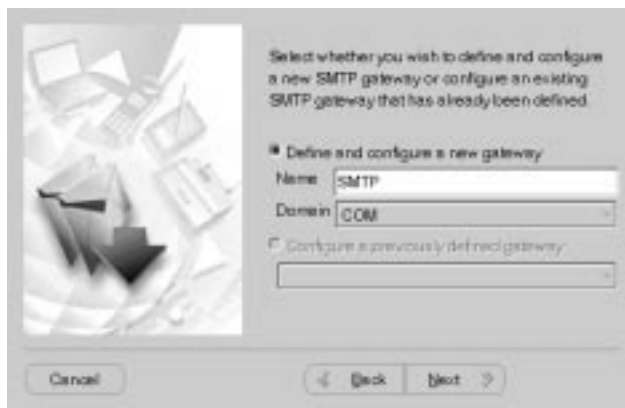 Select whether you wish to define and configure
a new SMTP gateway or configure an existing
SMTP gateway that has already been defined.
Define and configure a new gateway
Name SMTP
Domain COM
Configure a previously defined gateway
Cancel
Back
Next